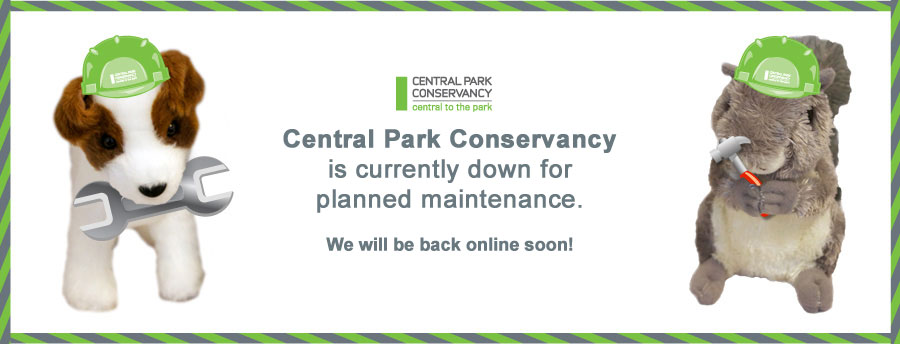 CENTRAL PARK
CONSERVANCY
central to the park
Central Park Conservancy
is currently down for
planned maintenance.
We will be back online soon!